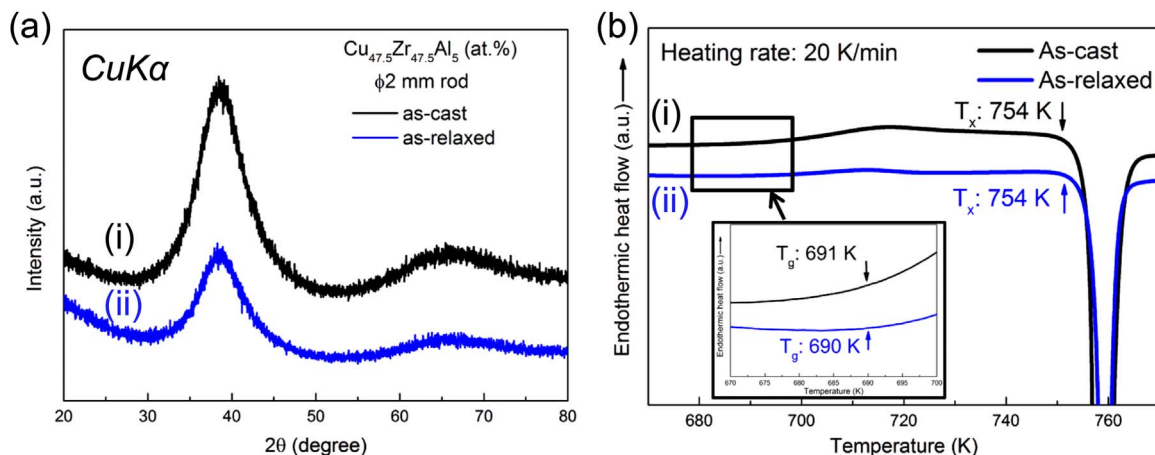 (a)
CuKα
Cu47.5Zr47.5Al5 (at.%)
ϕ2 mm rod
as-cast
as-relaxed
(i)
(ii)
Intensity (a.u.)
20 30 40 50 60 70 80
2θ (degree)
(b)
Heating rate: 20 K/min
As-cast
As-relaxed
(i)
Tx: 754 K
(ii)
Tx: 754 K
Endothermic heat flow (a.u.)
Tg: 691 K
Tg: 690 K
Endothermic heat flow (a.u.)
670 675 680 685 690 695 700
Temperature (K)
680 700 720 740 760
Temperature (K)